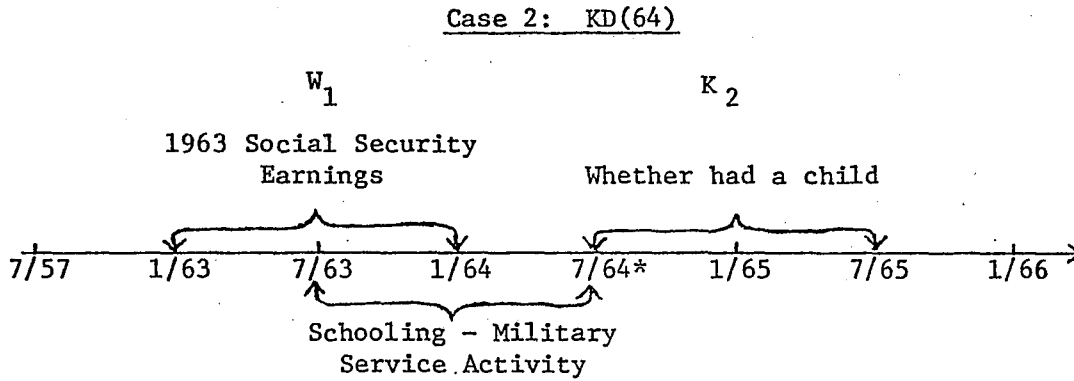 Case 2: KD(64)
W1 K2
1963 Social Security
Earnings Whether had a child
7/57 1/63 7/63 1/64 7/64* 1/65 7/65 1/66
Schooling - Military
Service Activity